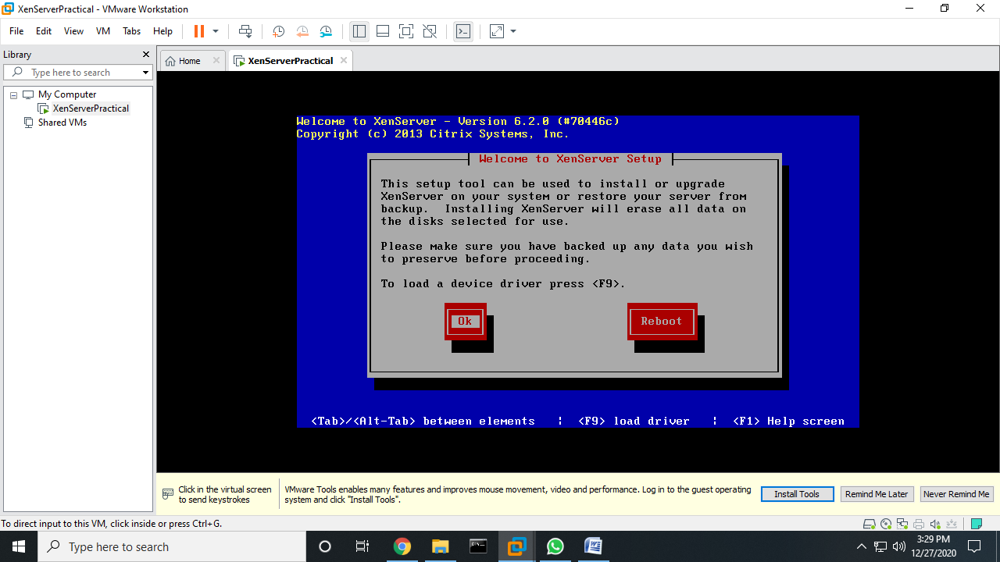 XenServerPractical - VMware Workstation
File Edit View VM Tabs Help
Library
Type here to search
My Computer
XenServerPractical
Shared VMs
Home
XenServerPractical
Welcome to XenServer - Version 6.2.0 (#70446c)
Copyright (c) 2013 Citrix Systems, Inc.
Welcome to XenServer Setup
This setup tool can be used to install or upgrade
XenServer on your system or restore your server from
backup.  Installing XenServer will erase all data on
the disks selected for use.
Please make sure you have backed up any data you wish
to preserve before proceeding.
To load a device driver press <F9>.
Ok Reboot
<Tab>/<Alt-Tab> between elements | <F9> load driver | <F1> Help screen
Click in the virtual screen
to send keystrokes
VMware Tools enables many features and improves mouse movement, video and performance. Log in to the guest operating
system and click "Install Tools".
Install Tools Remind Me Later Never Remind Me
To direct input to this VM, click inside or press Ctrl+G.
Type here to search
3:29 PM
12/27/2020